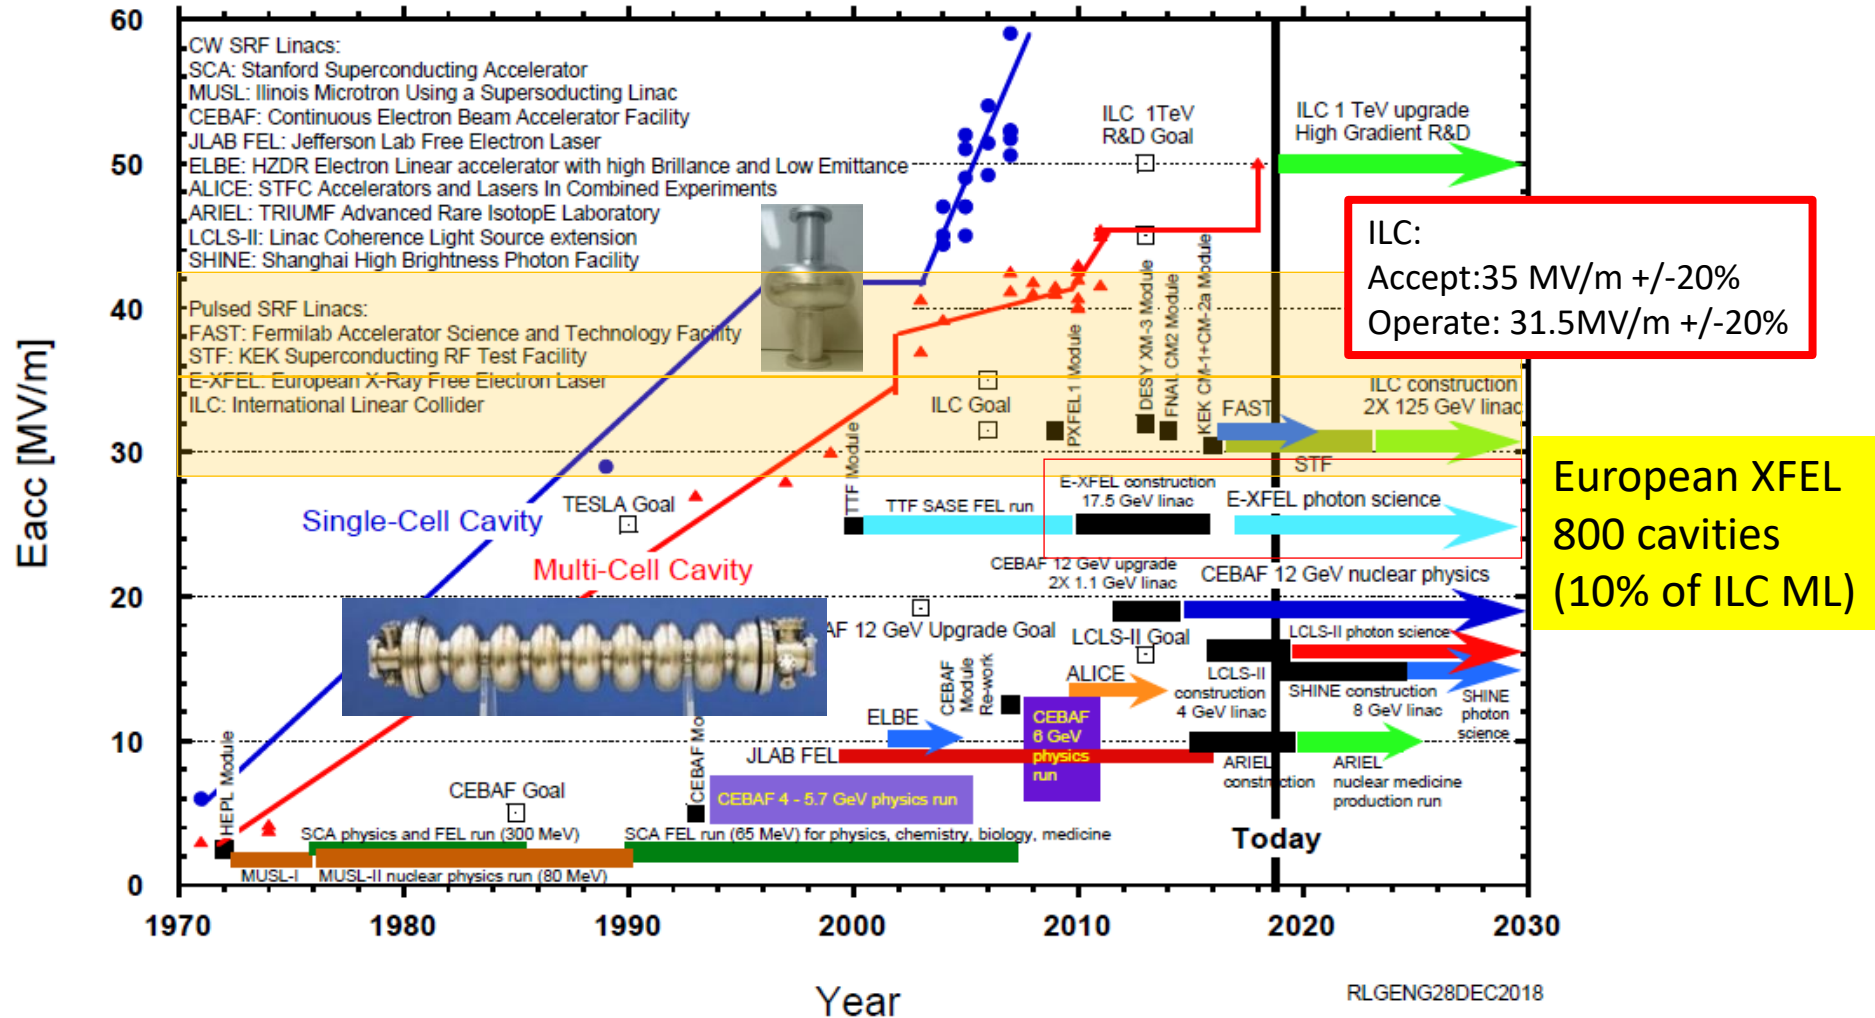 60
50
40
30
20
10
0
Eacc [MV/m]
1970
1980
1990
2000
2010
2020
2030
Year
CW SRF Linacs:
SCA: Stanford Superconducting Accelerator
MUSL: Illinois Microtron Using a Supersoducting Linac
CEBAF: Continuous Electron Beam Accelerator Facility
JLAB FEL: Jefferson Lab Free Electron Laser
ELBE: HZDR Electron Linear accelerator with high Brillance and Low Emittance
ALICE: STFC Accelerators and Lasers In Combined Experiments
ARIEL: TRIUMF Advanced Rare IsotopE Laboratory
LCLS-II: Linac Coherence Light Source extension
SHINE: Shanghai High Brightness Photon Facility
Pulsed SRF Linacs:
FAST: Fermilab Accelerator Science and Technology Facility
STF: KEK Superconducting RF Test Facility
E-XFEL: European X-Ray Free Electron Laser
ILC: International Linear Collider
ILC 1TeV
R&D Goal
ILC 1 TeV upgrade
High Gradient R&D
ILC:
Accept:35 MV/m +/-20%
Operate: 31.5MV/m +/-20%
ILC Goal
PXFEL1 Module
DESY XM-3 Module
FNAL CM2 Module
KEK CM-1+CM-2a Module
FAST
ILC construction
2X 125 GeV linac
STF
TTF Module
TESLA Goal
Single-Cell Cavity
Multi-Cell Cavity
TTF SASE FEL run
E-XFEL construction
17.5 GeV linac
E-XFEL photon science
European XFEL
800 cavities
(10% of ILC ML)
CEBAF 12 GeV upgrade
2X 1.1 GeV linac
CEBAF 12 GeV nuclear physics
AF 12 GeV Upgrade Goal
LCLS-II Goal
LCLS-II photon science
CEBAF
Module
Re-work
ALICE
LCLS-II
construction
4 GeV linac
SHINE construction
8 GeV linac
SHINE
photon
science
ELBE
CEBAF
6 GeV
physics
run
JLAB FEL
ARIEL
construction
ARIEL
nuclear medicine
production run
HEPL Module
CEBAF Mo
CEBAF Goal
CEBAF 4 - 5.7 GeV physics run
SCA physics and FEL run (300 MeV)
SCA FEL run (65 MeV) for physics, chemistry, biology, medicine
Today
MUSL-I
MUSL-II nuclear physics run (80 MeV)
RLGENG28DEC2018